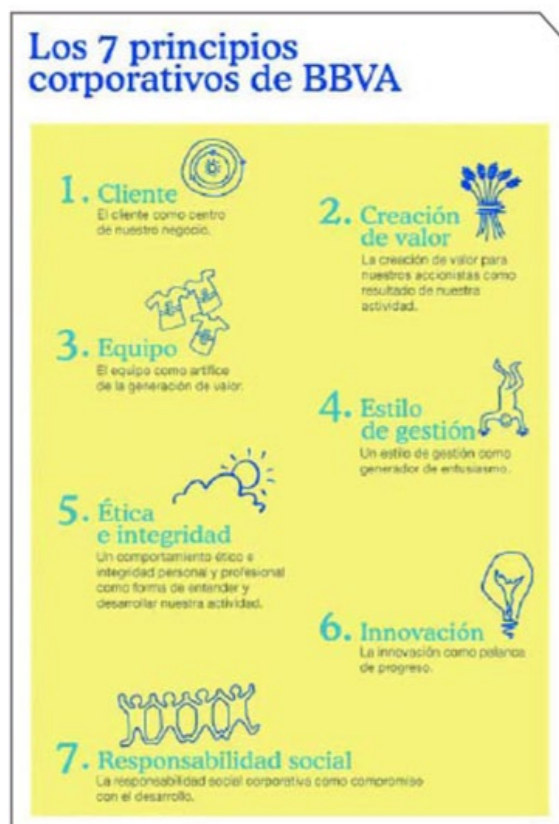 Los 7 principios
corporativos de BBVA
1. Cliente
El cliente como centro
de nuestro negocio.
2. Creación
de valor
La creación de valor para
nuestros accionistas como
resultado de nuestra
actividad.
3. Equipo
El equipo como artífice
de la generación de valor.
4. Estilo
de gestión
Un estilo de gestión como
generador de entusiasmo.
5. Ética
e integridad
Un comportamiento ético e
integridad personal y profesional
como forma de entender y
desarrollar nuestra actividad.
6. Innovación
La innovación como palanca
de progreso.
7. Responsabilidad social
La responsabilidad social corporativa como compromiso
con el desarrollo.